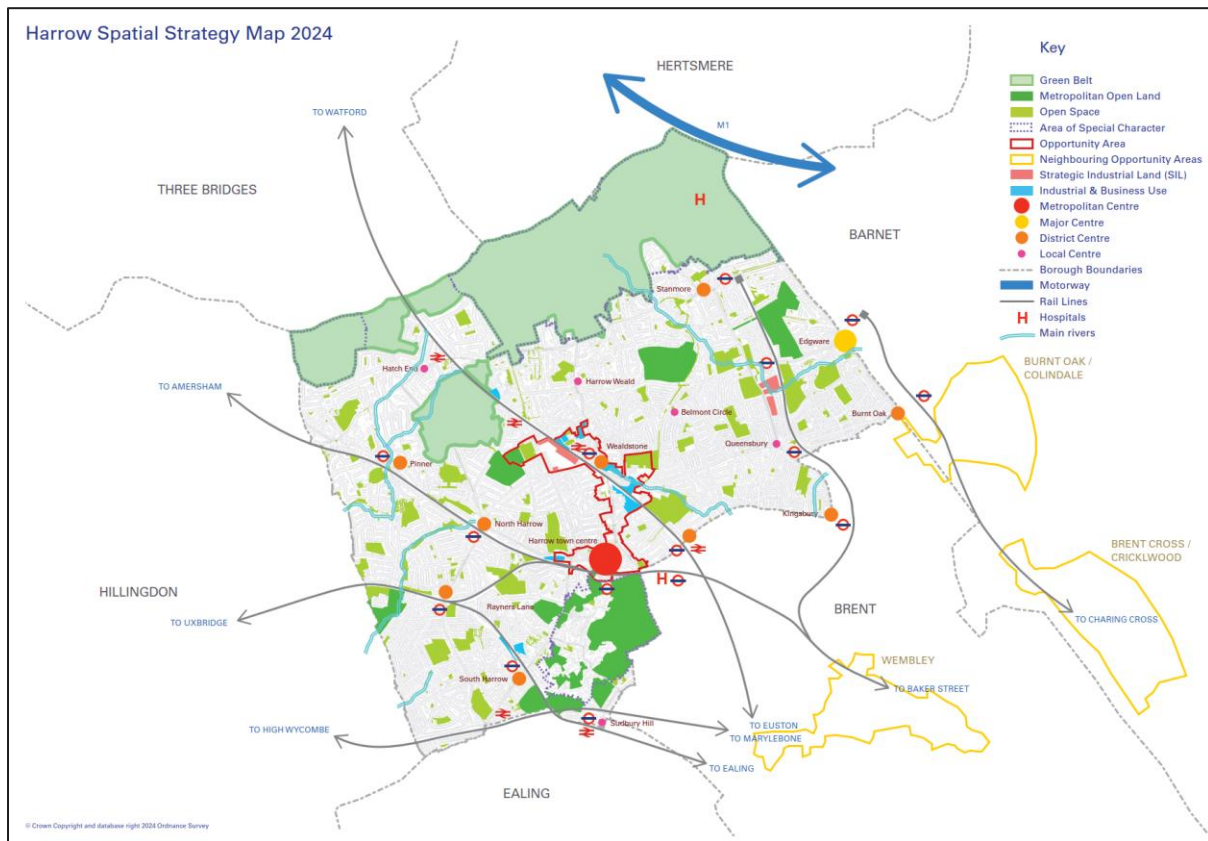 Harrow Spatial Strategy Map 2024
Key
Green Belt
Metropolitan Open Land
Open Space
Area of Special Character
Opportunity Area
Neighbouring Opportunity Areas
Strategic Industrial Land (SIL)
Industrial & Business Use
Metropolitan Centre
Major Centre
District Centre
Local Centre
Borough Boundaries
Motorway
Rail Lines
H Hospitals
Main rivers
HERTSMERE
TO WATFORD
M1
THREE BRIDGES
H
BARNET
Stanmore
Edgware
BURNT OAK /
COLINDALE
Hatch End
Harrow Weald
TO AMERSHAM
Belmont Circle
Burnt Oak
Wealdstone
Queensbury
Pinner
Kingsbury
North Harrow
Harrow town centre
BRENT CROSS /
CRICKLWOOD
H
HILLINGDON
Rayners Lane
BRENT
TO UXBRIDGE
TO CHARING CROSS
WEMBLEY
South Harrow
TO BAKER STREET
Sudbury Hill
TO HIGH WYCOMBE
TO EUSTON
TO MARYLEBONE
TO EALING
EALING
© Crown Copyright and database right 2024 Ordnance Survey